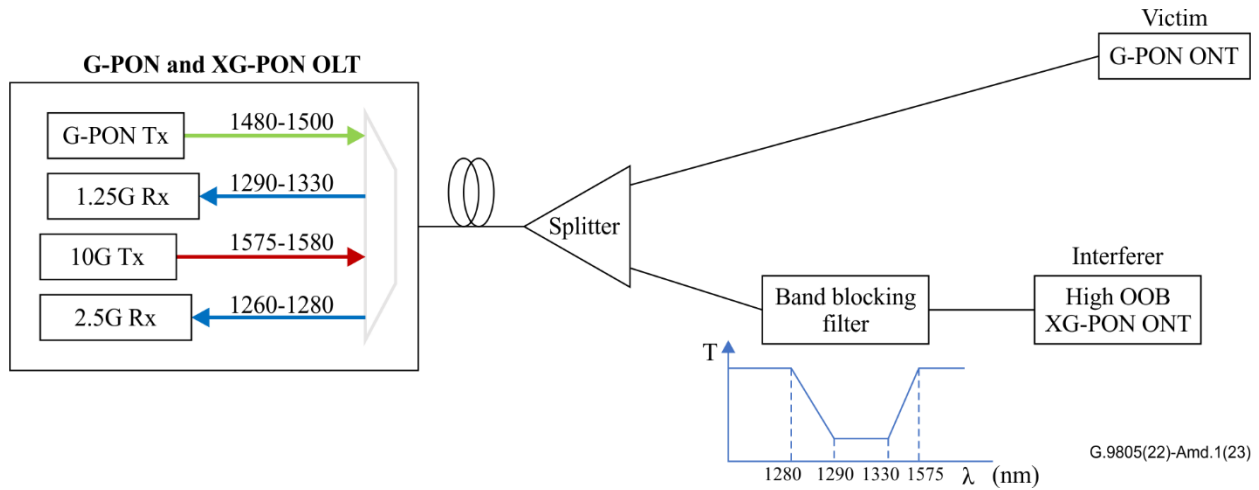 G-PON and XG-PON OLT
G-PON Tx
1480-1500
1.25G Rx
1290-1330
10G Tx
1575-1580
2.5G Rx
1260-1280
Splitter
Victim
G-PON ONT
Band blocking
filter
Interferer
High OOB
XG-PON ONT
T
1280
1290
1330
1575
λ (nm)
G.9805(22)-Amd.1(23)